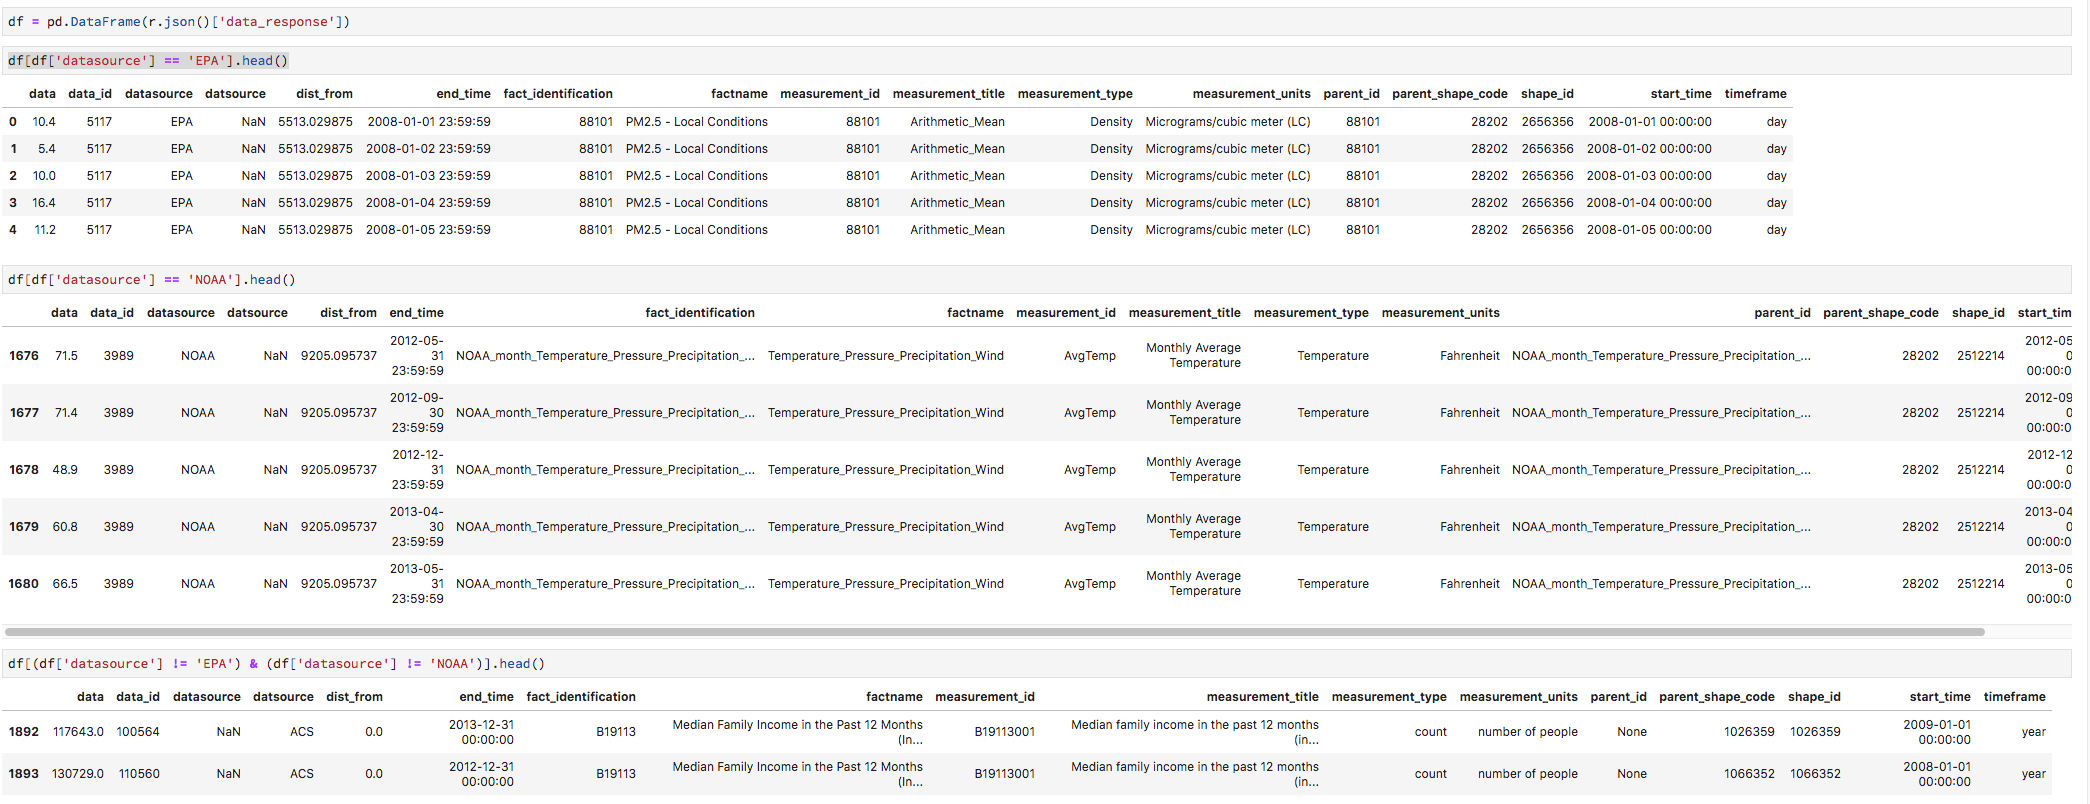 df = pd.DataFrame(r.json()['data_response'])
df[df['datasource'] == 'EPA'].head()
data data_id datasource datsource dist_from end_time fact_identification factname measurement_id measurement_title measurement_type measurement_units parent_id parent_shape_code shape_id start_time timeframe
0 10.4 5117 EPA NaN 5513.029875 2008-01-01 23:59:59 88101 PM2.5 - Local Conditions 88101 Arithmetic_Mean Density Micrograms/cubic meter (LC) 88101 28202 2656356 2008-01-01 00:00:00 day
1 5.4 5117 EPA NaN 5513.029875 2008-01-02 23:59:59 88101 PM2.5 - Local Conditions 88101 Arithmetic_Mean Density Micrograms/cubic meter (LC) 88101 28202 2656356 2008-01-02 00:00:00 day
2 10.0 5117 EPA NaN 5513.029875 2008-01-03 23:59:59 88101 PM2.5 - Local Conditions 88101 Arithmetic_Mean Density Micrograms/cubic meter (LC) 88101 28202 2656356 2008-01-03 00:00:00 day
3 16.4 5117 EPA NaN 5513.029875 2008-01-04 23:59:59 88101 PM2.5 - Local Conditions 88101 Arithmetic_Mean Density Micrograms/cubic meter (LC) 88101 28202 2656356 2008-01-04 00:00:00 day
4 11.2 5117 EPA NaN 5513.029875 2008-01-05 23:59:59 88101 PM2.5 - Local Conditions 88101 Arithmetic_Mean Density Micrograms/cubic meter (LC) 88101 28202 2656356 2008-01-05 00:00:00 day
df[df['datasource'] == 'NOAA'].head()
data data_id datasource datsource dist_from end_time fact_identification factname measurement_id measurement_title measurement_type measurement_units parent_id parent_shape_code shape_id start_tim
2012-05- Monthly Average 2012-05
1676 71.5 3989 NOAA NaN 9205.095737 31 NOAA_month_Temperature_Pressure_Precipitation_... Temperature_Pressure_Precipitation_Wind AvgTemp Temperature Temperature Fahrenheit NOAA_month_Temperature_Pressure_Precipitation_... 28202 2512214 0
23:59:59 00:00:0
2012-09- Monthly Average 2012-09
1677 71.4 3989 NOAA NaN 9205.095737 30 NOAA_month_Temperature_Pressure_Precipitation_... Temperature_Pressure_Precipitation_Wind AvgTemp Temperature Temperature Fahrenheit NOAA_month_Temperature_Pressure_Precipitation_... 28202 2512214 0
23:59:59 00:00:0
2012-12- Monthly Average 2012-12
1678 48.9 3989 NOAA NaN 9205.095737 31 NOAA_month_Temperature_Pressure_Precipitation_... Temperature_Pressure_Precipitation_Wind AvgTemp Temperature Temperature Fahrenheit NOAA_month_Temperature_Pressure_Precipitation_... 28202 2512214 0
23:59:59 00:00:0
2013-04- Monthly Average 2013-04
1679 60.8 3989 NOAA NaN 9205.095737 30 NOAA_month_Temperature_Pressure_Precipitation_... Temperature_Pressure_Precipitation_Wind AvgTemp Temperature Temperature Fahrenheit NOAA_month_Temperature_Pressure_Precipitation_... 28202 2512214 0
23:59:59 00:00:0
2013-05- Monthly Average 2013-05
1680 66.5 3989 NOAA NaN 9205.095737 31 NOAA_month_Temperature_Pressure_Precipitation_... Temperature_Pressure_Precipitation_Wind AvgTemp Temperature Temperature Fahrenheit NOAA_month_Temperature_Pressure_Precipitation_... 28202 2512214 0
23:59:59 00:00:0
df[(df['datasource'] != 'EPA') & (df['datasource'] != 'NOAA')].head()
data data_id datasource datsource dist_from end_time fact_identification factname measurement_id measurement_title measurement_type measurement_units parent_id parent_shape_code shape_id start_time timeframe
2013-12-31 Median Family Income in the Past 12 Months Median family income in the past 12 months 2009-01-01
1892 117643.0 100564 NaN ACS 0.0 00:00:00 B19113 (In... B19113001 (in... count number of people None 1026359 1026359 00:00:00 year
2012-12-31 Median Family Income in the Past 12 Months Median family income in the past 12 months 2008-01-01
1893 130729.0 110560 NaN ACS 0.0 00:00:00 B19113 (In... B19113001 (in... count number of people None 1066352 1066352 00:00:00 year